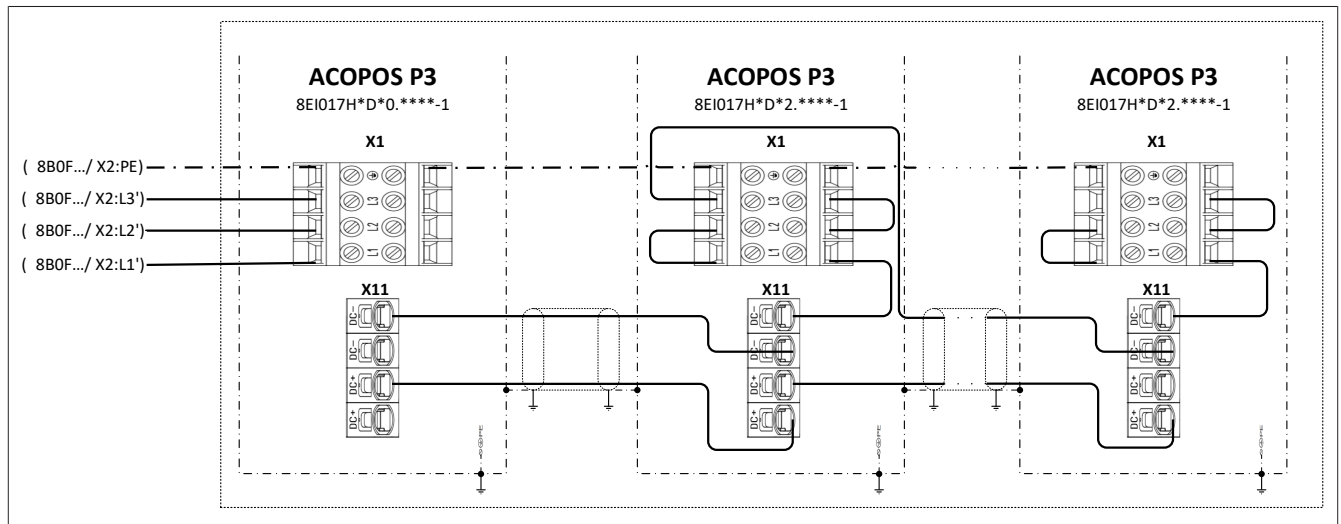 ACOPOS P3
8EI017H*D*0.****-1
X1
ACOPOS P3
8EI017H*D*2.****-1
X1
ACOPOS P3
8EI017H*D*2.****-1
X1
( 8B0F.../ X2:PE)
( 8B0F.../ X2:L3')
( 8B0F.../ X2:L2')
( 8B0F.../ X2:L1')
L3
L2
L1
L3
L2
L1
L3
L2
L1
X11
DC-
DC-
DC+
DC+
X11
DC-
DC-
DC+
DC+
X11
DC-
DC-
DC+
DC+